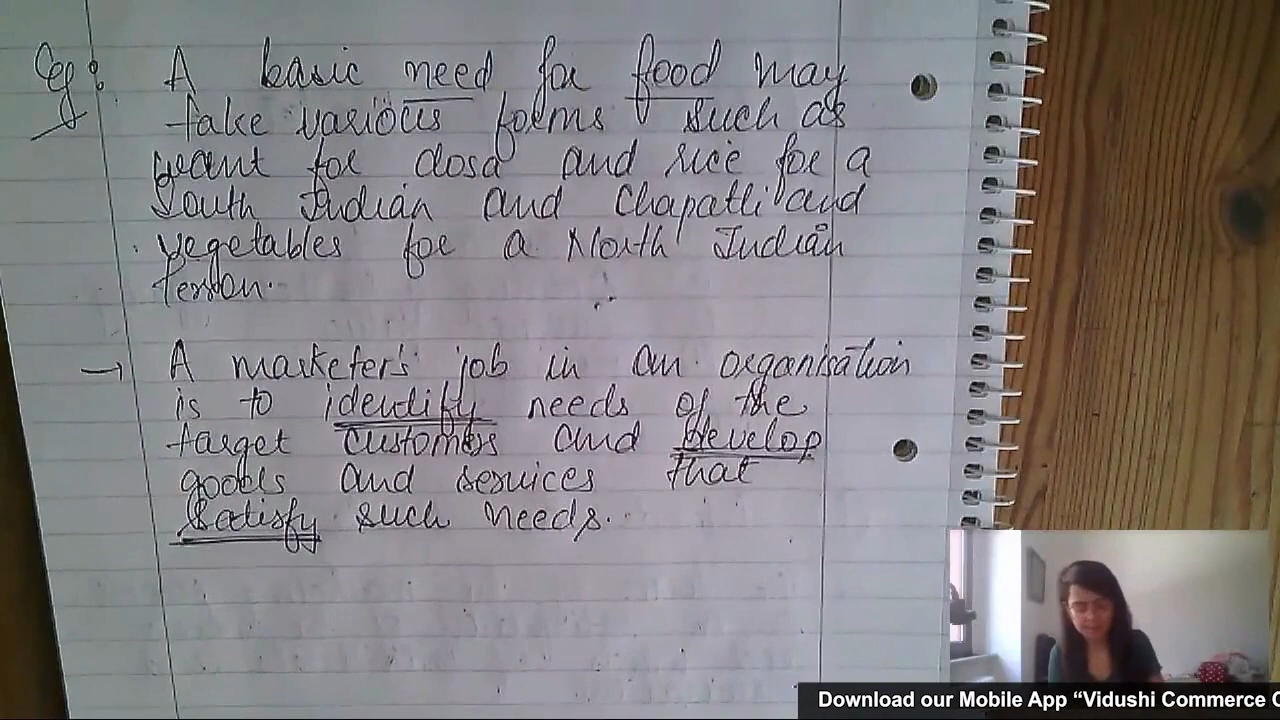 Eg: A basic need for food may
take various forms such as
want for dosa and rice for a
South Indian and Chapatti and
vegetables for a North Indian
Person.
→ A marketer's job in an organisation
is to identify needs of the
target customers and develop
goods and services that
satisfy such needs.
Download our Mobile App “Vidushi Commerce C